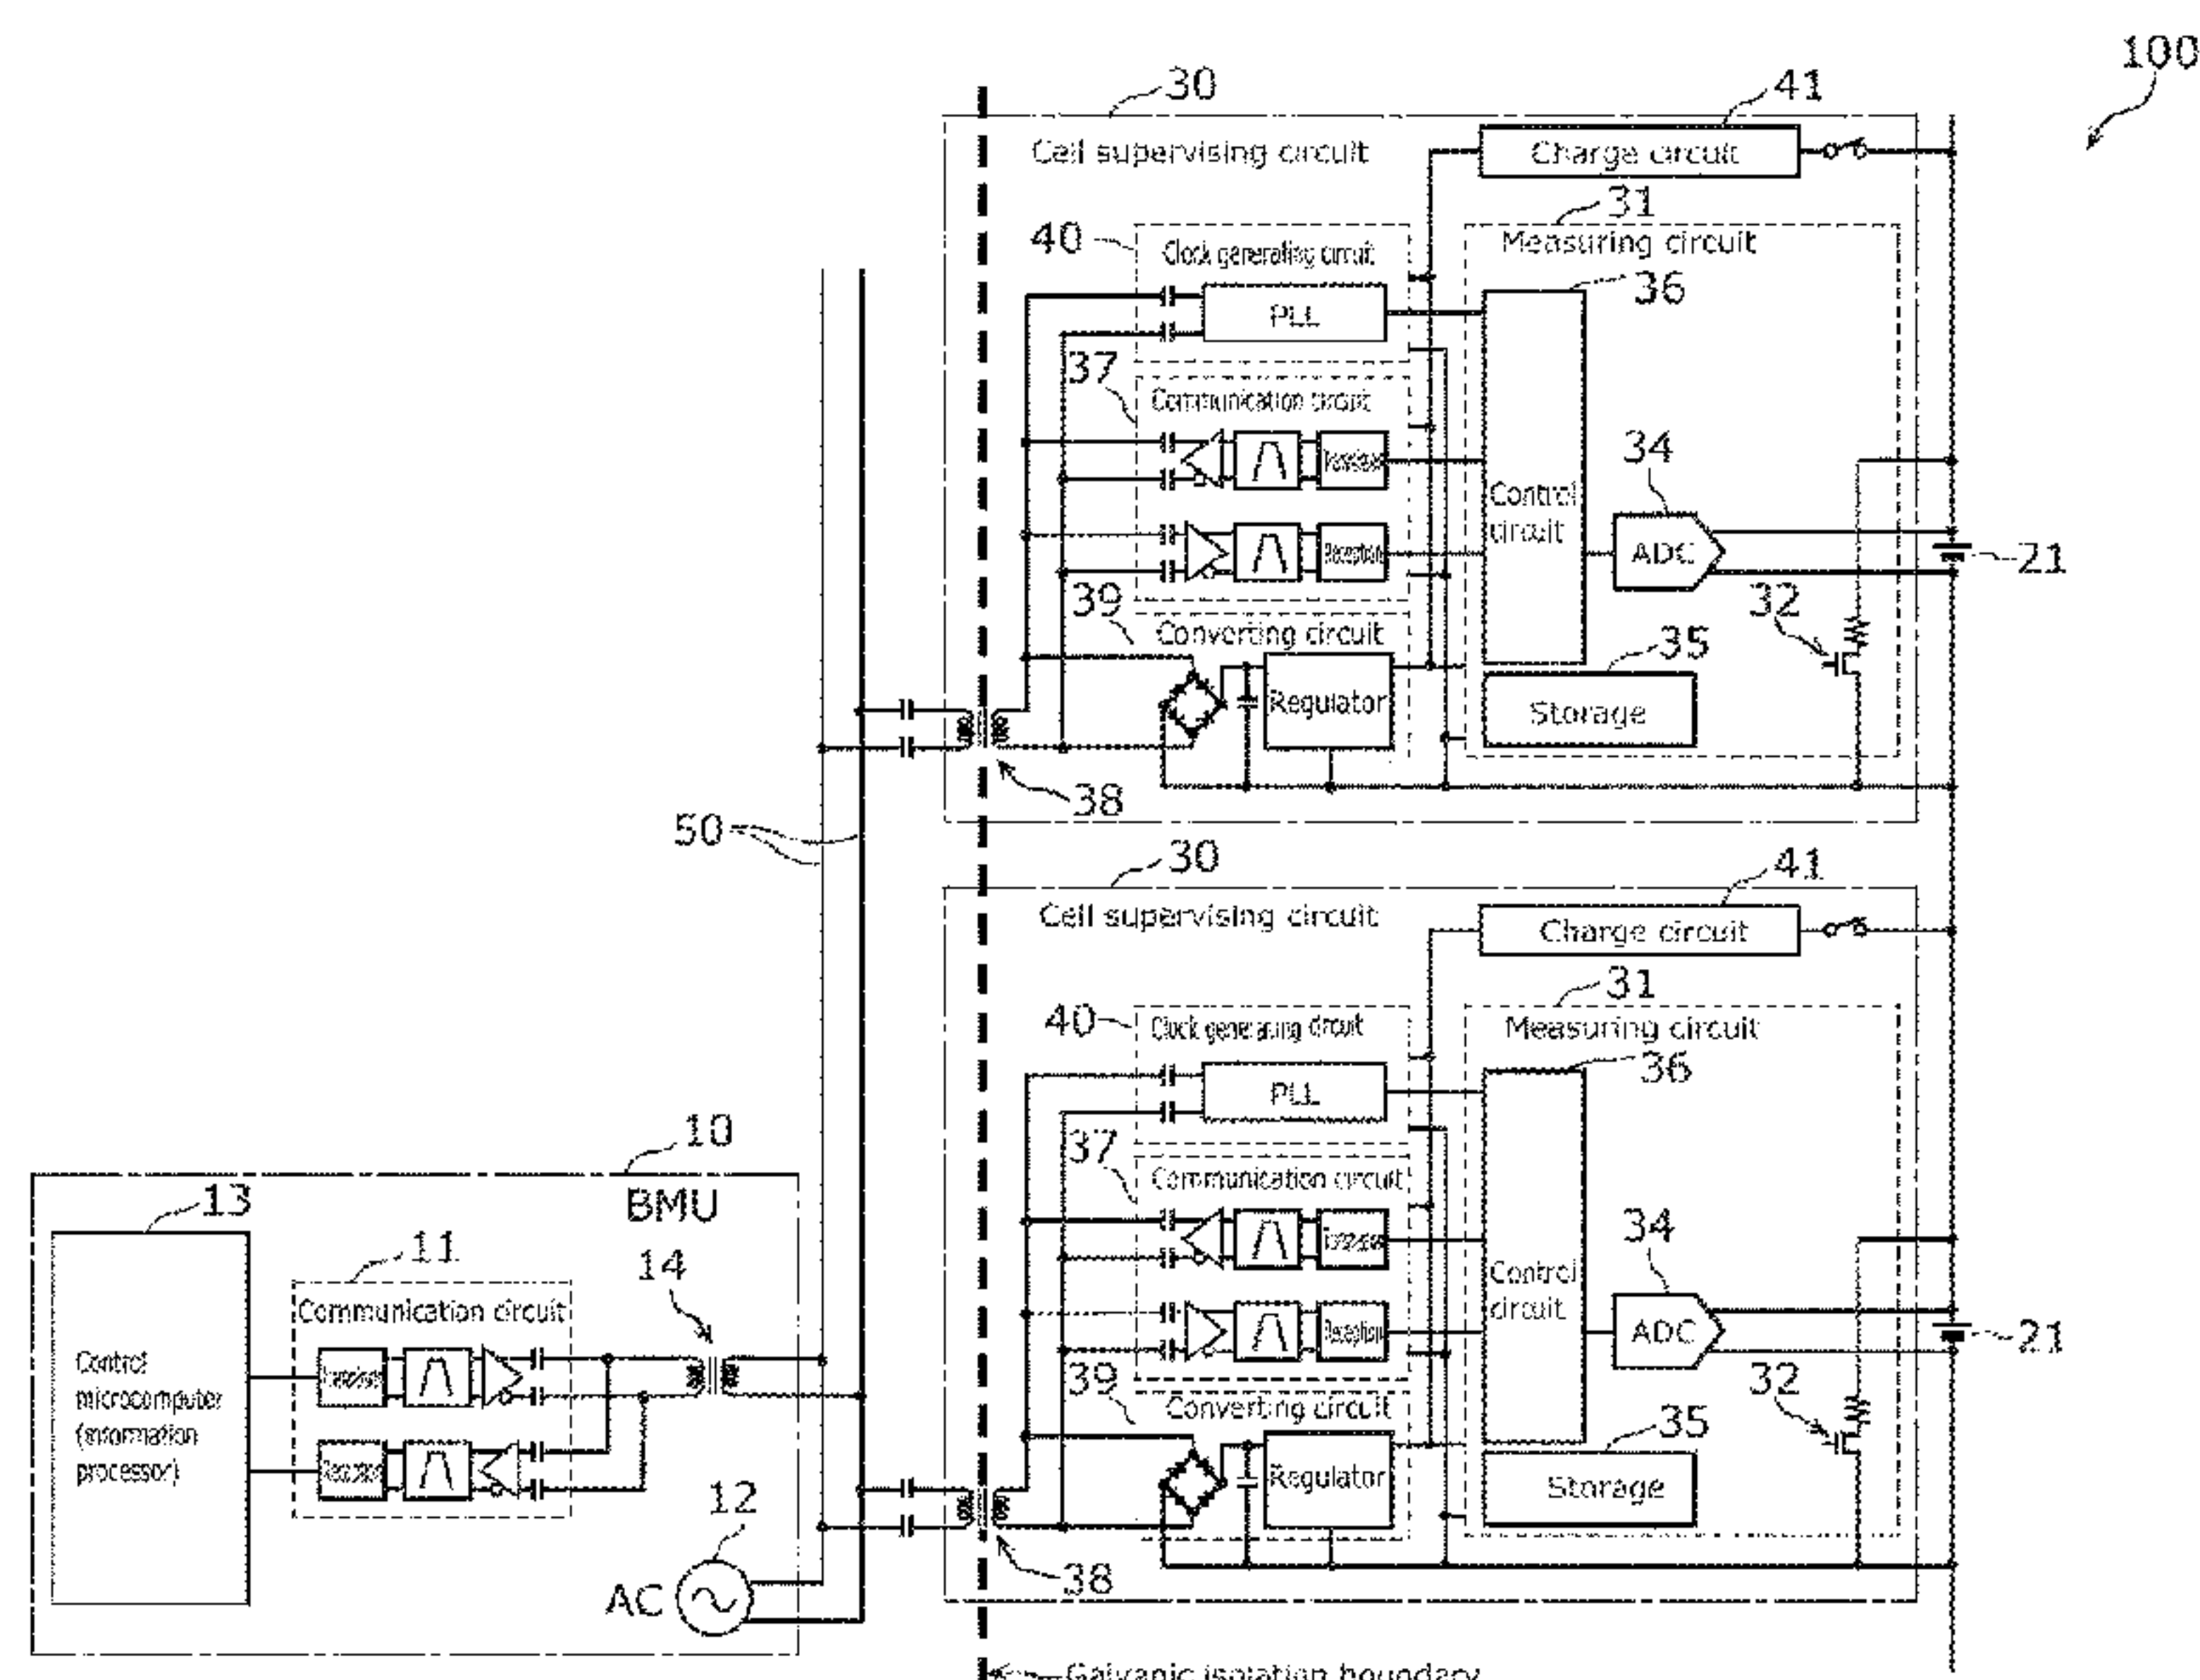 100
30
41
Cell supervising circuit
Charge circuit
31
40
Clock generating circuit
Measuring circuit
36
PLL
37
Communication circuit
34
Control
circuit
Reception
ADC
21
39
32
Converting circuit
35
Regulator
Storage
38
50
30
41
Cell supervising circuit
Charge circuit
31
40
Clock generating circuit
Measuring circuit
36
PLL
37
Communication circuit
34
Control
circuit
Reception
ADC
21
39
32
Converting circuit
35
Regulator
Storage
38
10
BMU
13
11
14
Communication circuit
Control
microcomputer
(information
processor)
12
AC
Galvanic isolation boundary